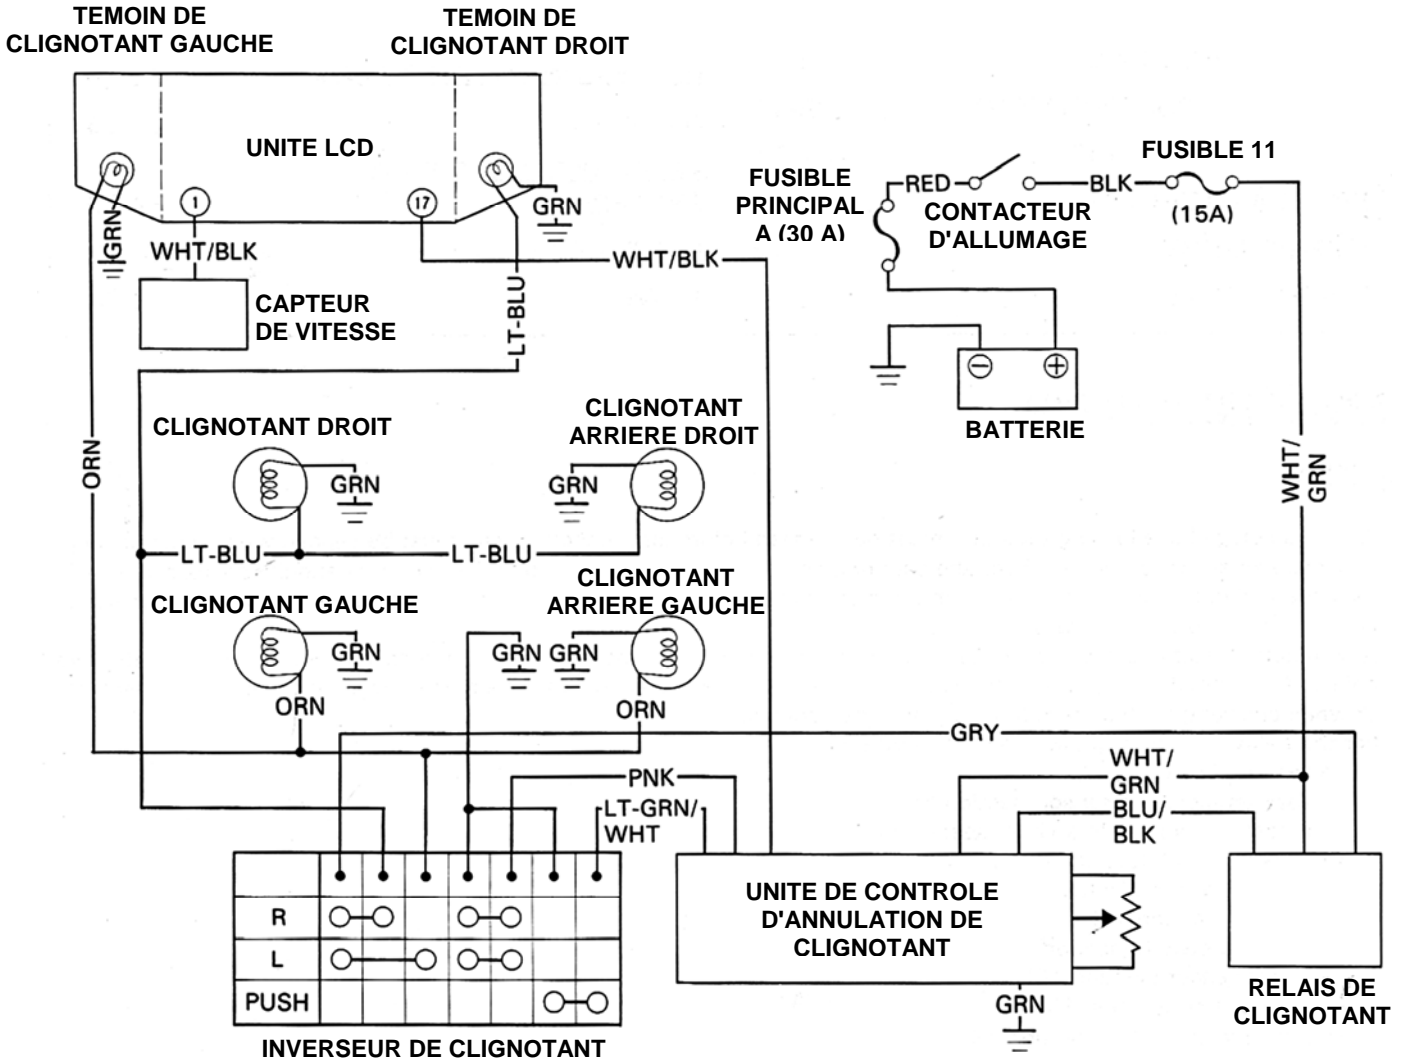 TEMOIN DE
CLIGNOTANT GAUCHE
TEMOIN DE
CLIGNOTANT DROIT
UNITE LCD
1
17
GRN
GRN
WHT/BLK
CAPTEUR
DE VITESSE
WHT/BLK
LT-BLU
ORN
FUSIBLE
PRINCIPAL
A (30 A)
RED
CONTACTEUR
D'ALLUMAGE
BLK
FUSIBLE 11
(15A)
BATTERIE
WHT/
GRN
CLIGNOTANT DROIT
GRN
CLIGNOTANT
ARRIERE DROIT
GRN
LT-BLU
LT-BLU
CLIGNOTANT GAUCHE
GRN
ORN
CLIGNOTANT
ARRIERE GAUCHE
GRN
GRN
ORN
GRY
PNK
LT-GRN/
WHT
WHT/
GRN
BLU/
BLK
R
L
PUSH
INVERSEUR DE CLIGNOTANT
UNITE DE CONTROLE
D'ANNULATION DE
CLIGNOTANT
GRN
RELAIS DE
CLIGNOTANT